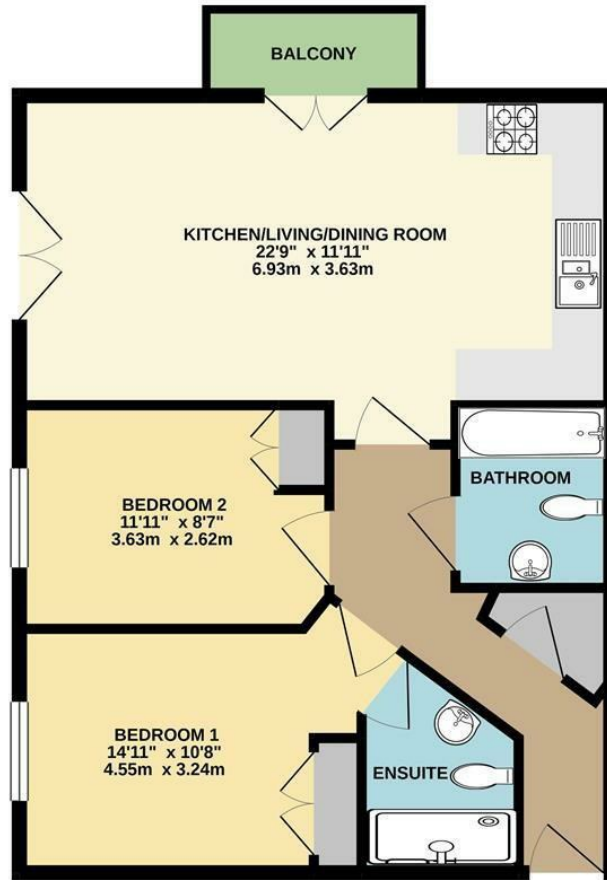 BALCONY
KITCHEN/LIVING/DINING ROOM
22'9" x 11'11"
6.93m x 3.63m
BATHROOM
BEDROOM 2
11'11" x 8'7"
3.63m x 2.62m
BEDROOM 1
14'11" x 10'8"
4.55m x 3.24m
ENSUITE